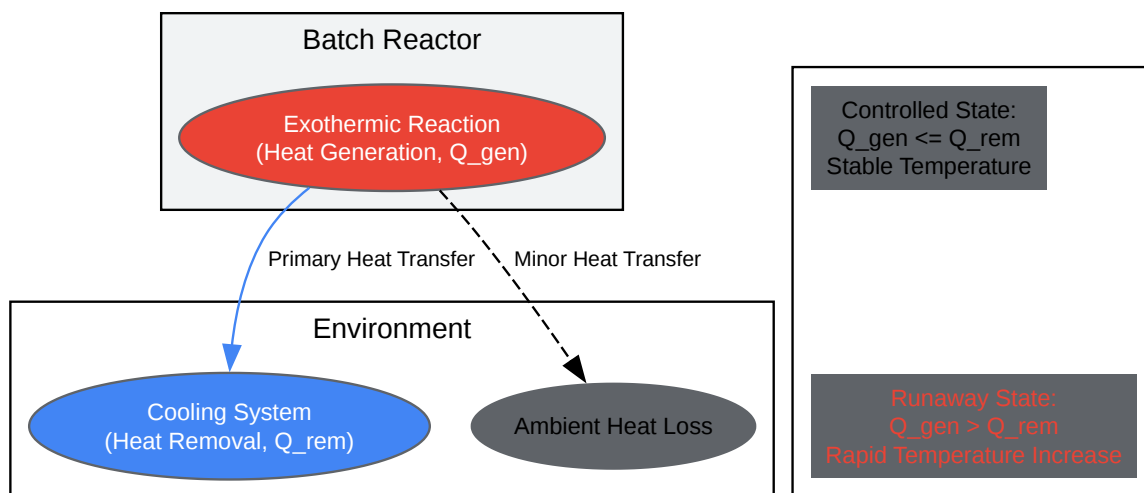 Batch Reactor
Exothermic Reaction
(Heat Generation, Q_gen)
Primary Heat Transfer
Minor Heat Transfer
Environment
Cooling System
(Heat Removal, Q_rem)
Ambient Heat Loss
Controlled State:
Q_gen <= Q_rem
Stable Temperature
Runaway State:
Q_gen > Q_rem
Rapid Temperature Increase